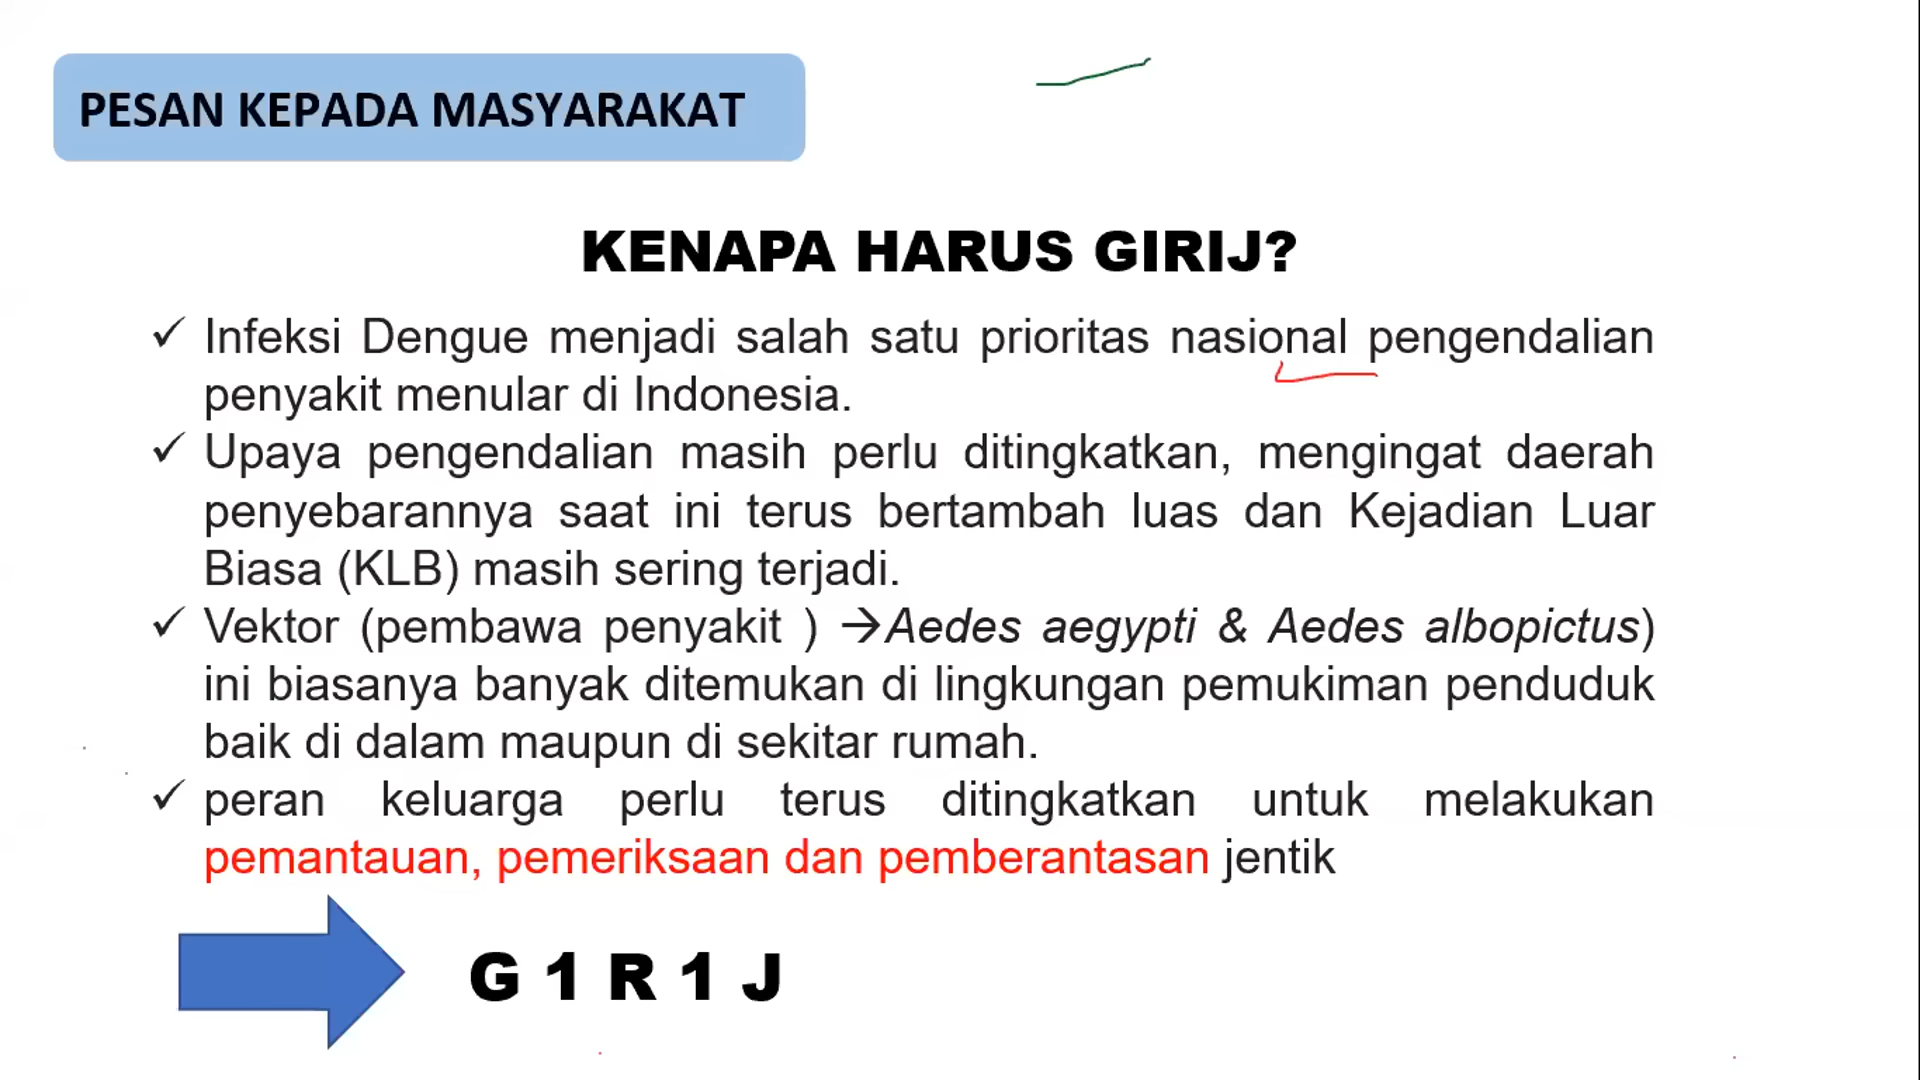 PESAN KEPADA MASYARAKAT
KENAPA HARUS GIRIJ?
✓ Infeksi Dengue menjadi salah satu prioritas nasional pengendalian
penyakit menular di Indonesia.
✓ Upaya pengendalian masih perlu ditingkatkan, mengingat daerah
penyebarannya saat ini terus bertambah luas dan Kejadian Luar
Biasa (KLB) masih sering terjadi.
✓ Vektor (pembawa penyakit ) →Aedes aegypti & Aedes albopictus)
ini biasanya banyak ditemukan di lingkungan pemukiman penduduk
baik di dalam maupun di sekitar rumah.
✓ peran keluarga perlu terus ditingkatkan untuk melakukan
pemantauan, pemeriksaan dan pemberantasan jentik
G 1 R 1 J